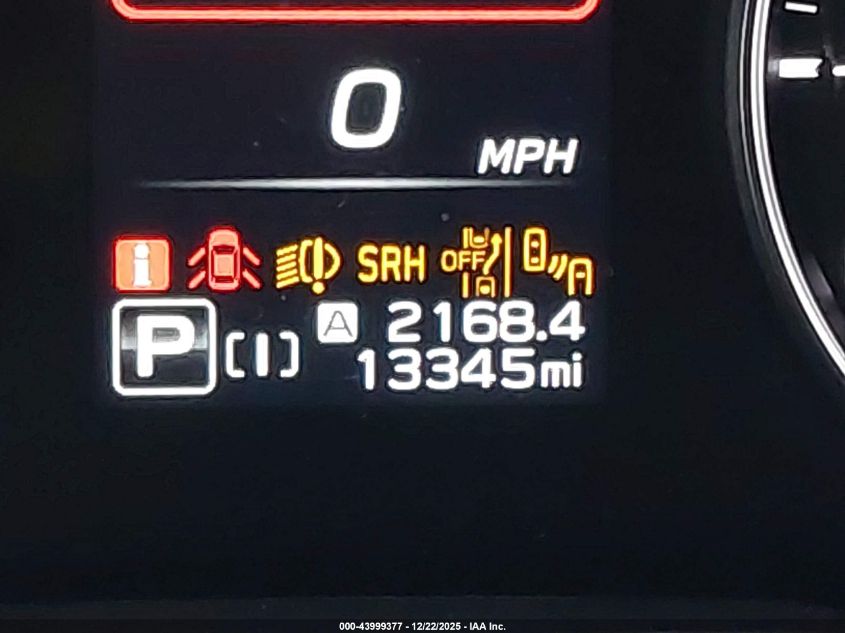 0
MPH
i SRH OFF
P A 2168.4
13345mi
000-43999377 - 12/22/2025 - IAA Inc.